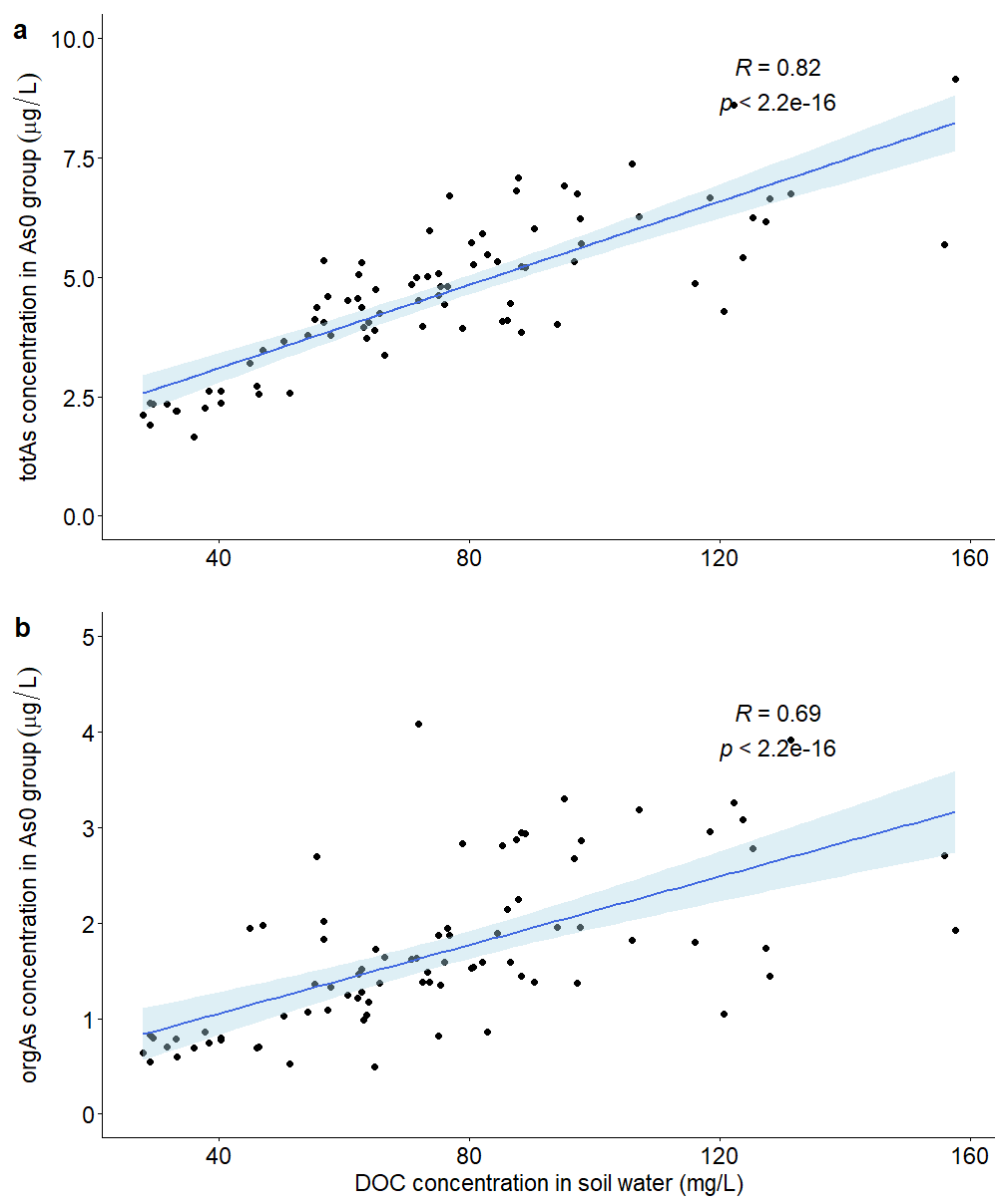 a
totAs concentration in As0 group (μg/L)
10.0
7.5
5.0
2.5
0.0
R = 0.82
p < 2.2e-16
40 80 120 160
b
orgAs concentration in As0 group (μg/L)
5
4
3
2
1
0
R = 0.69
p < 2.2e-16
40 80 120 160
DOC concentration in soil water (mg/L)